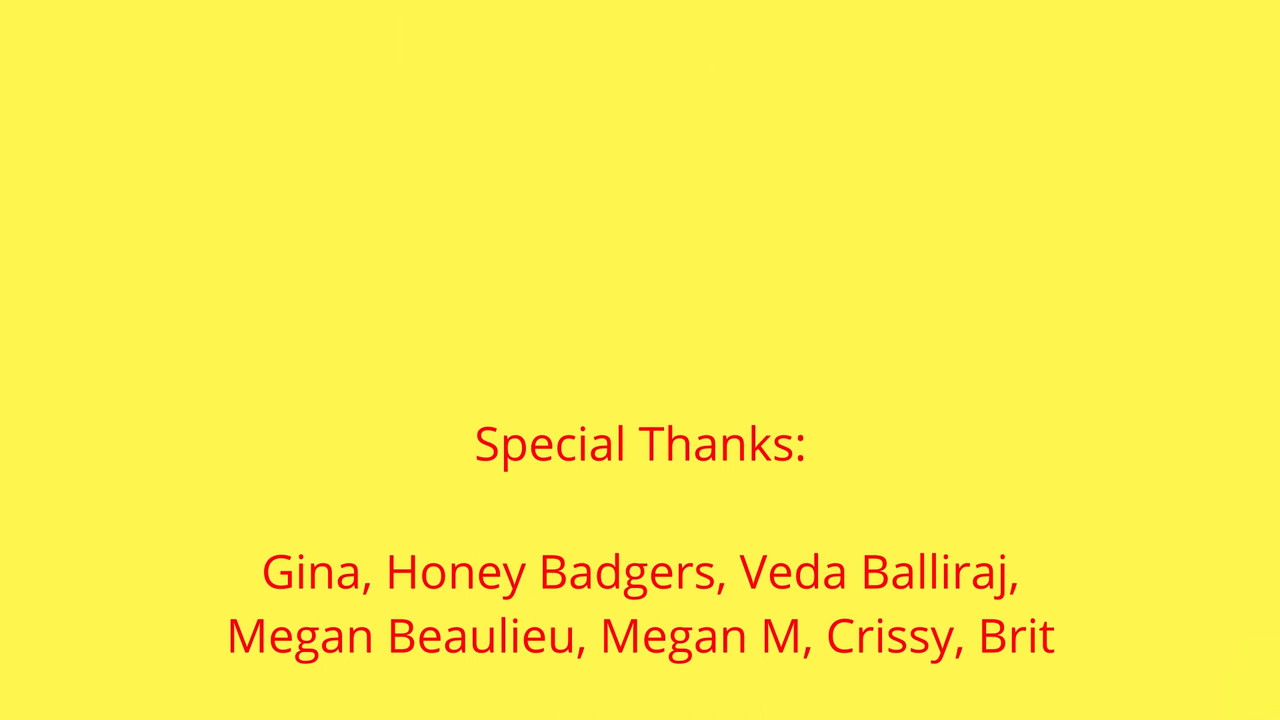 Special Thanks:
Gina, Honey Badgers, Veda Balliraj,
Megan Beaulieu, Megan M, Crissy, Brit